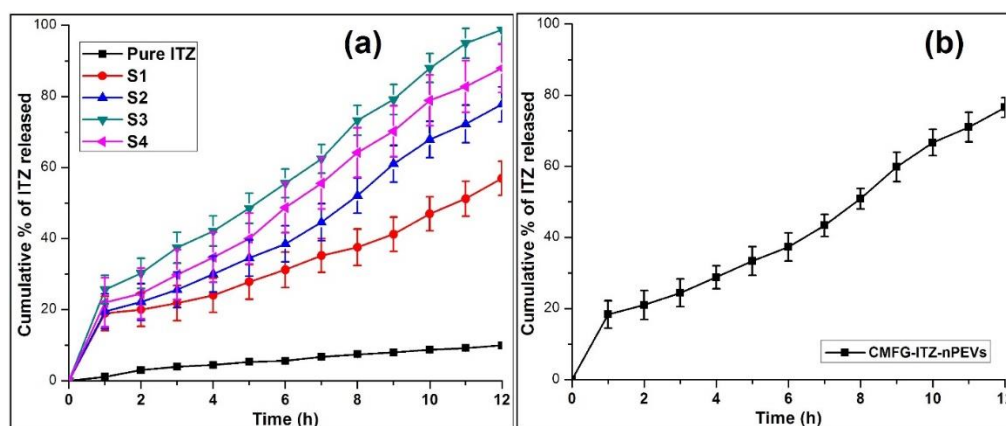 (a)
Pure ITZ
S1
S2
S3
S4
Cumulative % of ITZ released
100
80
60
40
20
0
0 2 4 6 8 10 12
Time (h)
(b)
Cumulative % of ITZ released
100
80
60
40
20
0
CMFG-ITZ-nPEVs
0 2 4 6 8 10 12
Time (h)